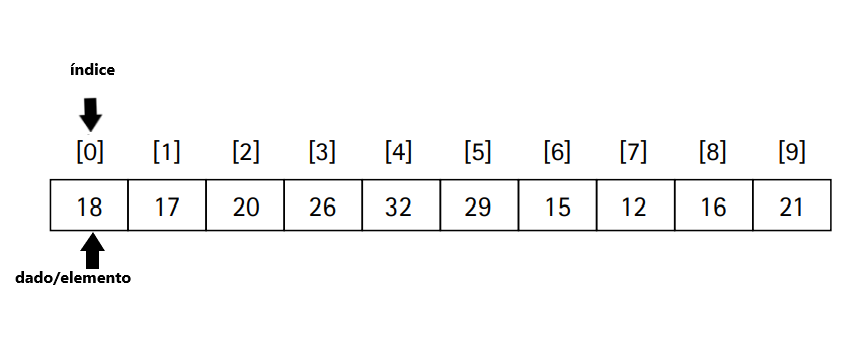 índice
[0] [1] [2] [3] [4] [5] [6] [7] [8] [9]
18 17 20 26 32 29 15 12 16 21
dado/elemento